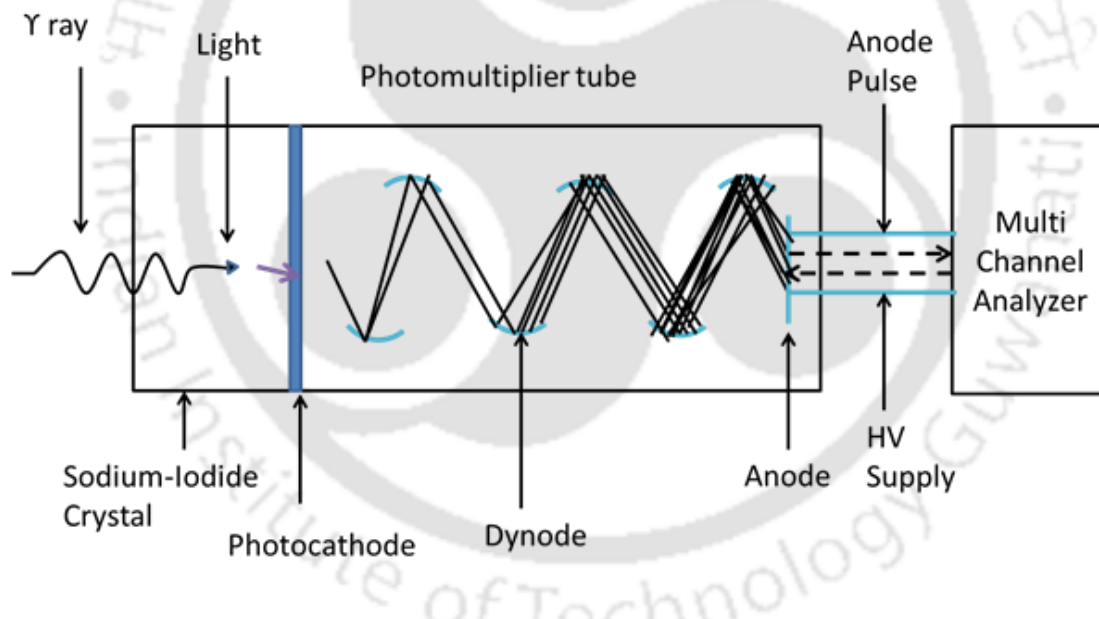 ϒ ray
Light
Photomultiplier tube
Anode
Pulse
Multi
Channel
Analyzer
Sodium-Iodide
Crystal
Photocathode
Dynode
Anode
HV
Supply
Indian Institute of Technology Guwahati